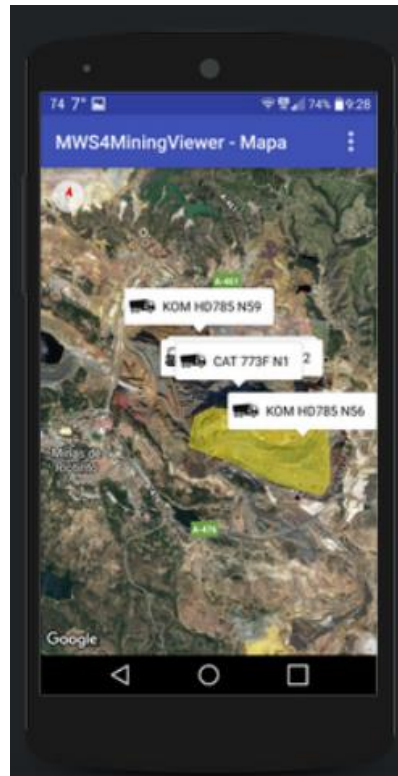 74 7° 74% 9:28
MWS4MiningViewer - Mapa
A-461
KOM HD785 N59
CAT 773F N1
2
KOM HD785 N56
Minas de
Riotinto
A-476
Google